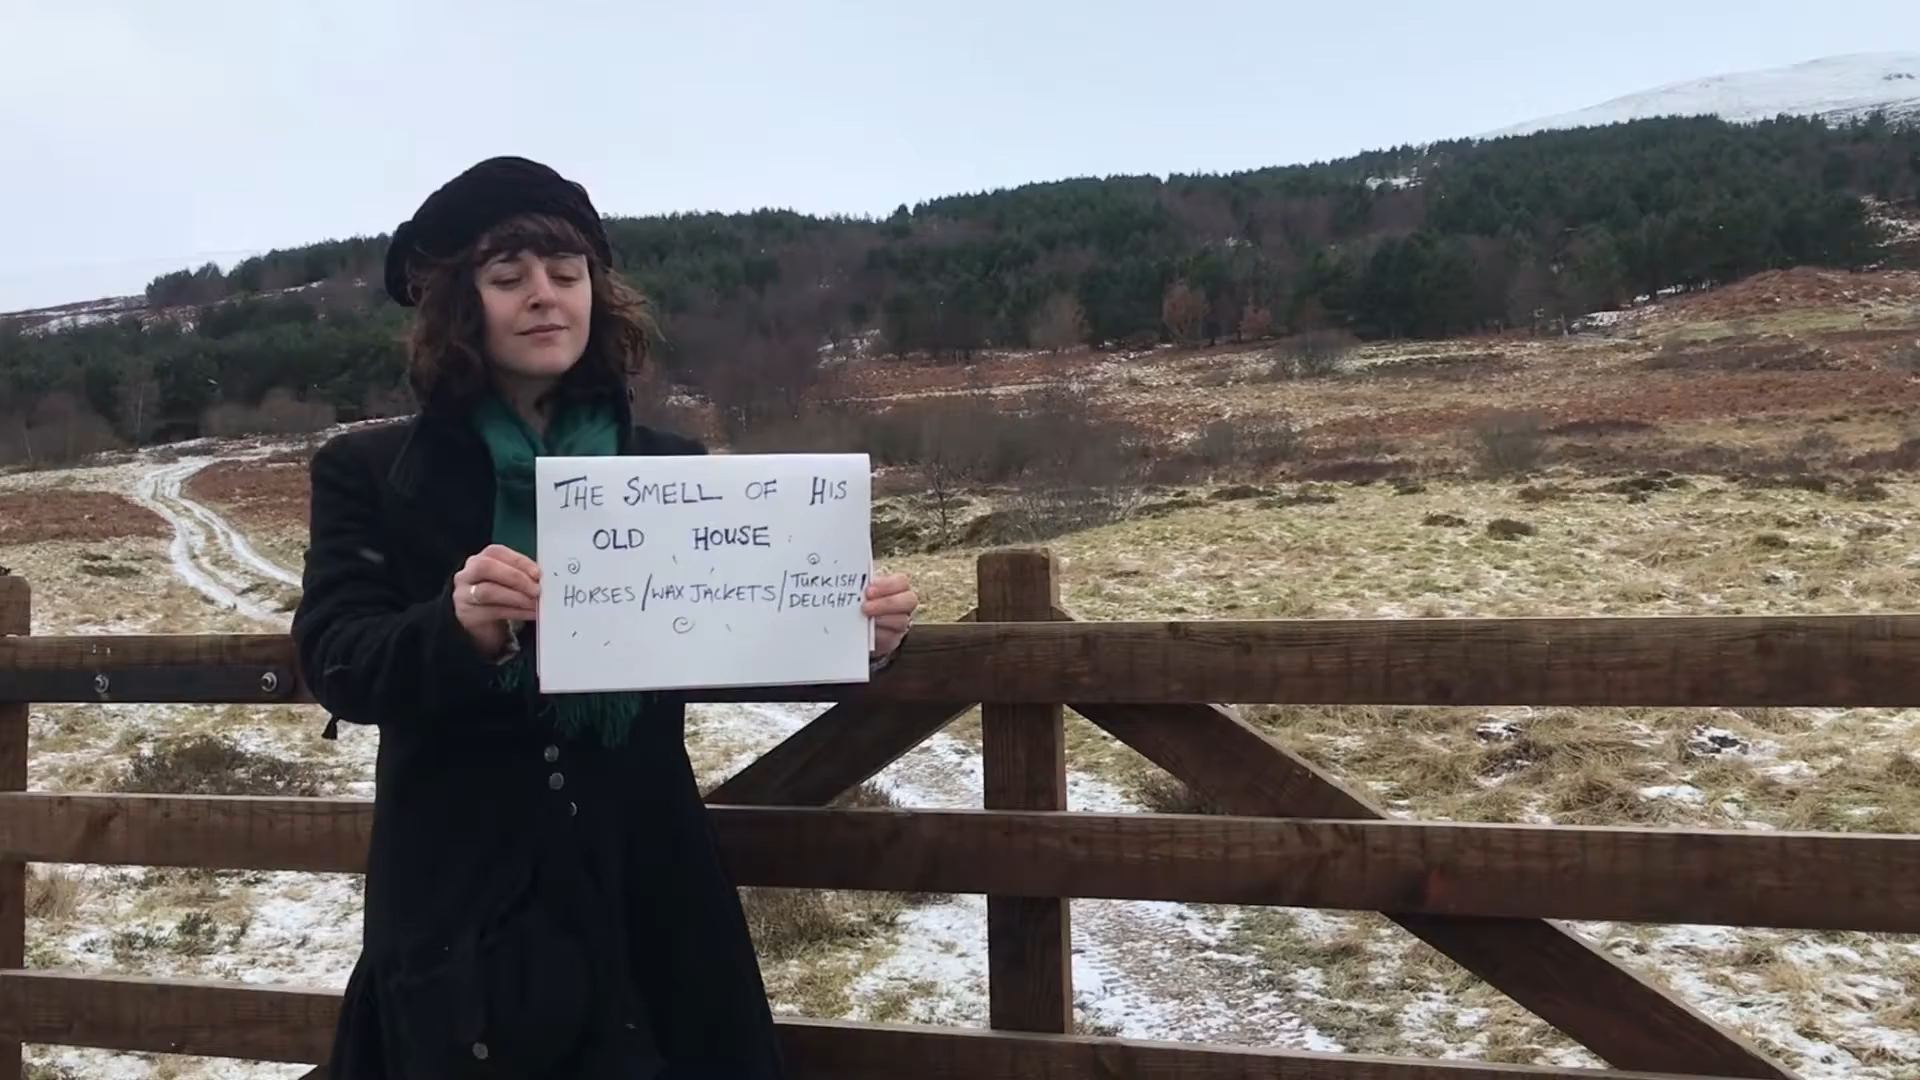 THE SMELL OF HIS
OLD HOUSE:
HORSES/WAX JACKETS/TURKISH DELIGHT!